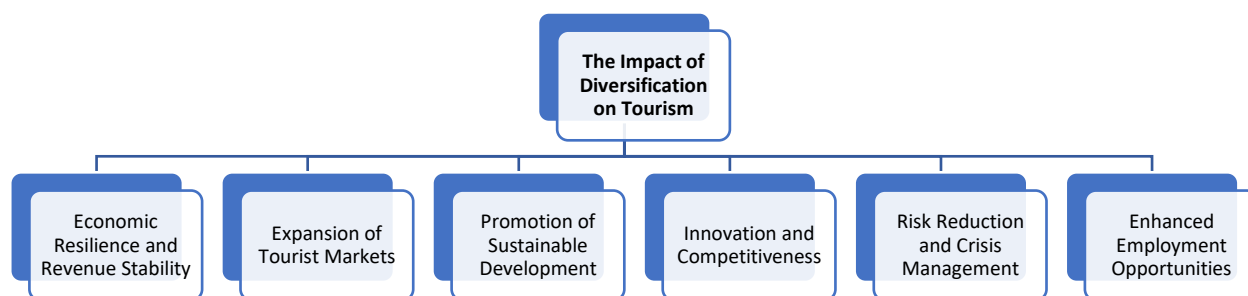 The Impact of
Diversification
on Tourism
Economic
Resilience and
Revenue Stability
Expansion of
Tourist Markets
Promotion of
Sustainable
Development
Innovation and
Competitiveness
Risk Reduction
and Crisis
Management
Enhanced
Employment
Opportunities